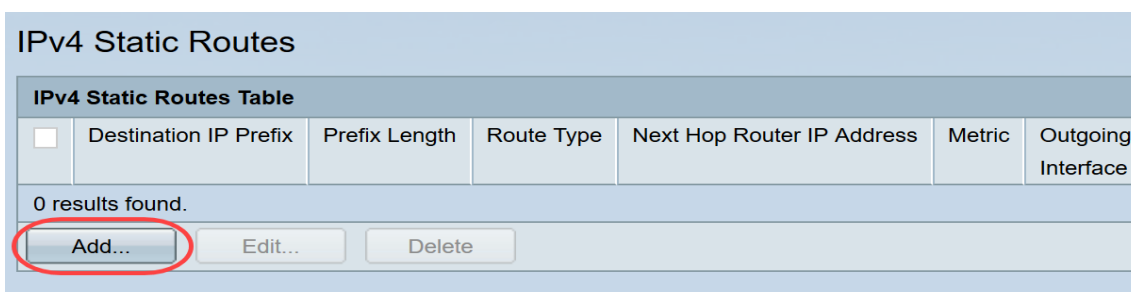 IPv4 Static Routes
IPv4 Static Routes Table
Destination IP Prefix Prefix Length Route Type Next Hop Router IP Address Metric Outgoing
Interface
0 results found.
Add... Edit... Delete